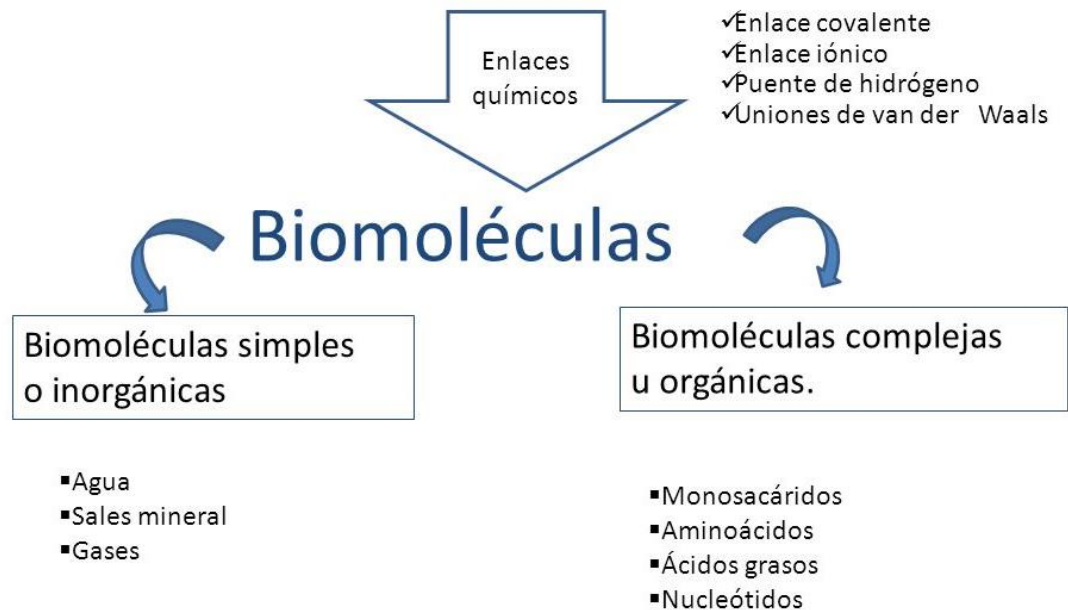 Enlaces
químicos
✓Enlace covalente
✓Enlace iónico
✓Puente de hidrógeno
✓Uniones de van der Waals
Biomoléculas
Biomoléculas simples
o inorgánicas
▪Agua
▪Sales mineral
▪Gases
Biomoléculas complejas
u orgánicas.
▪Monosacáridos
▪Aminoácidos
▪Ácidos grasos
▪Nucleótidos